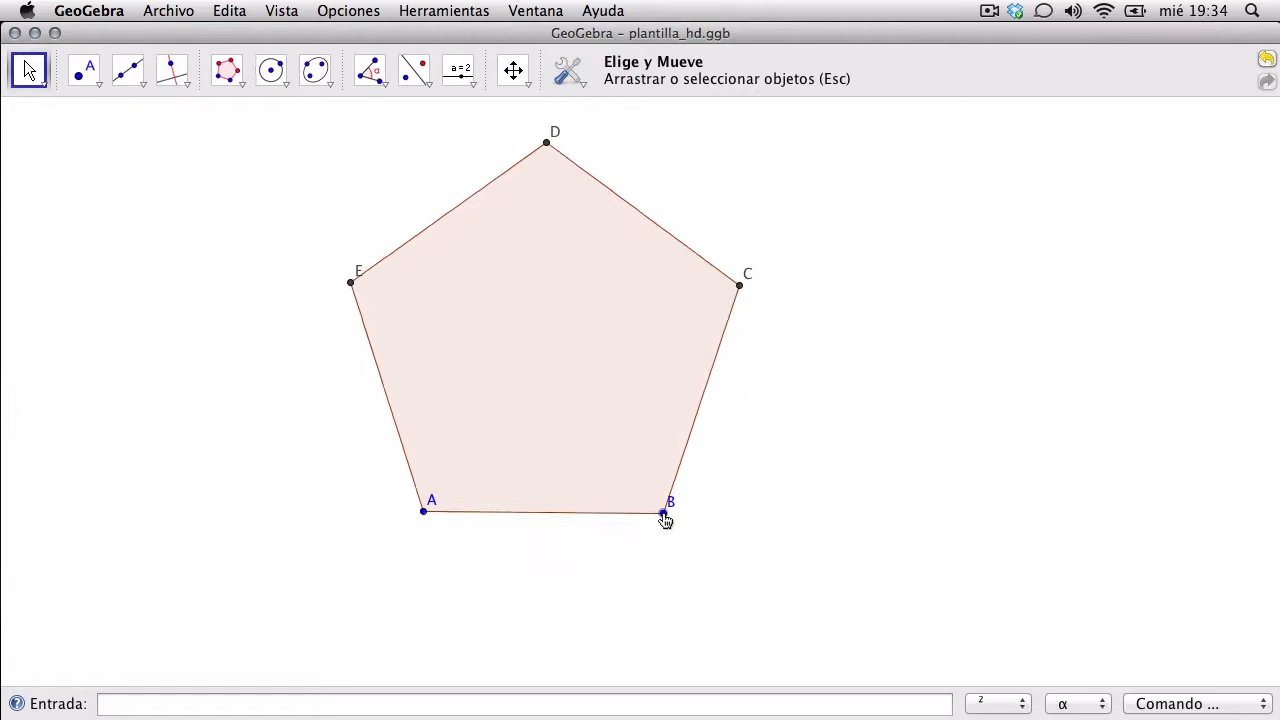 GeoGebra Archivo Edita Vista Opciones Herramientas Ventana Ayuda mié 19:34
GeoGebra - plantilla_hd.ggb
A
α
a = 2
Elige y Mueve
Arrastrar o seleccionar objetos (Esc)
D
E
C
A
B
Entrada: ² α Comando ...